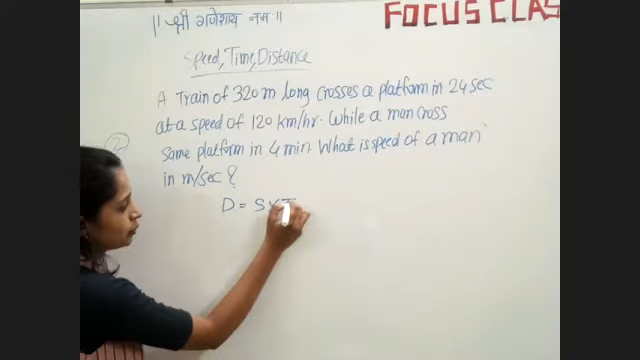 ।। श्री गणेशाय नमः ।।
FOCUS CLAS
Speed, Time, Distance
(2)
A Train of 320 m long Crosses a platform in 24 sec
at a speed of 120 km/hr. While a man cross
same platform in 4 min. What is speed of a man
in m/sec ?
D = S X T